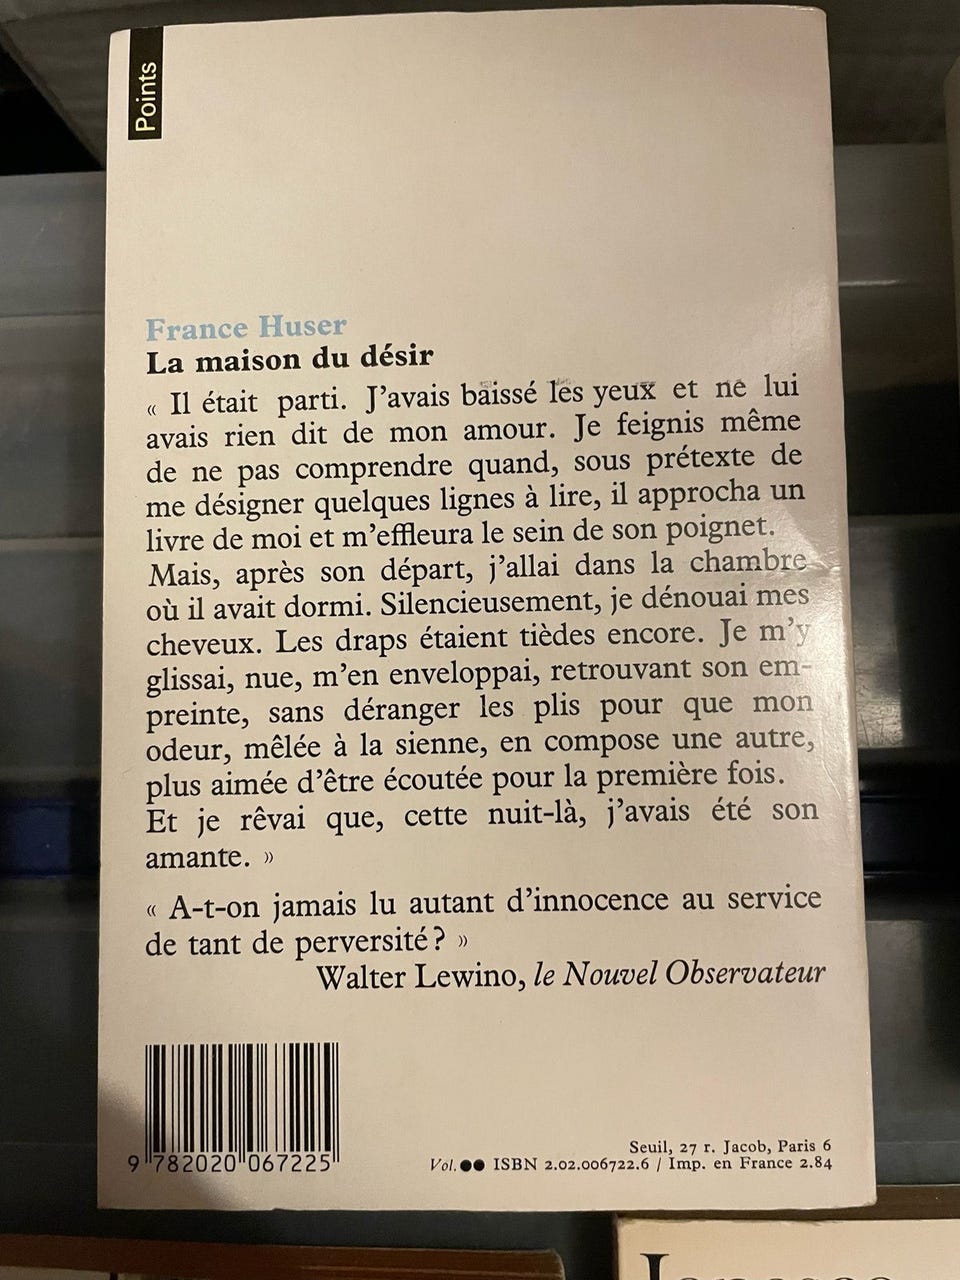 Points
France Huser
La maison du désir
« Il était parti. J'avais baissé les yeux et ne lui
avais rien dit de mon amour. Je feignis même
de ne pas comprendre quand, sous prétexte de
me désigner quelques lignes à lire, il approcha un
livre de moi et m'effleura le sein de son poignet.
Mais, après son départ, j'allai dans la chambre
où il avait dormi. Silencieusement, je dénouai mes
cheveux. Les draps étaient tièdes encore. Je m'y
glissai, nue, m'en enveloppai, retrouvant son em-
preinte, sans déranger les plis pour que mon
odeur, mêlée à la sienne, en compose une autre,
plus aimée d'être écoutée pour la première fois.
Et je rêvai que, cette nuit-là, j'avais été son
amante. »
« A-t-on jamais lu autant d'innocence au service
de tant de perversité ? »
Walter Lewino, le Nouvel Observateur
Seuil, 27 r. Jacob, Paris 6
9 782020 067225
Vol.●● ISBN 2.02.006722.6 / Imp. en France 2.84